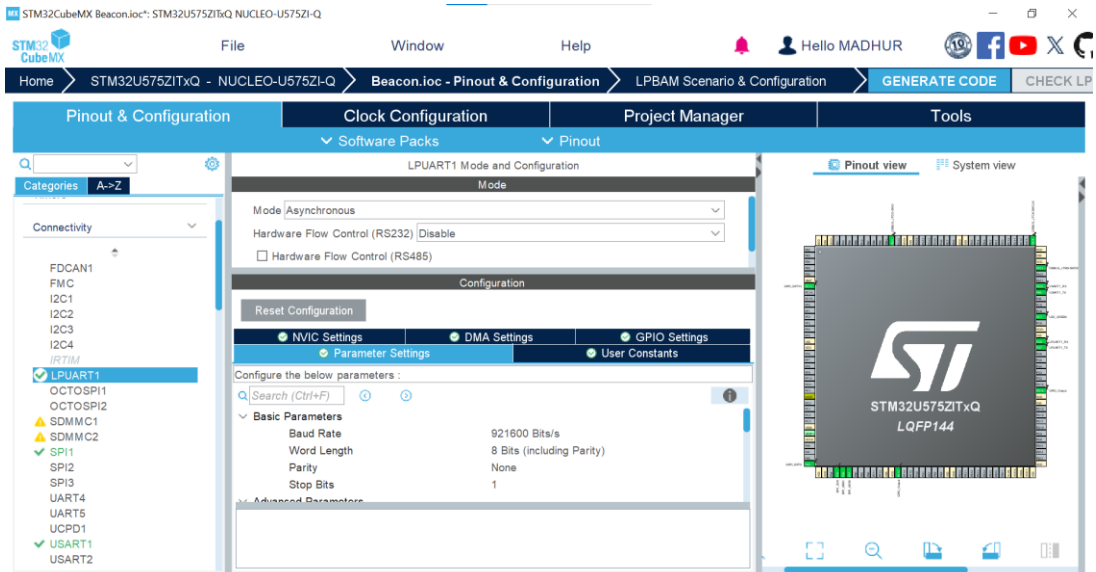 MX STM32CubeMX Beacon.ioc*: STM32U575ZITxQ NUCLEO-U575ZI-Q
STM32
CubeMX
File Window Help Hello MADHUR
Home STM32U575ZITxQ - NUCLEO-U575ZI-Q Beacon.ioc - Pinout & Configuration LPBAM Scenario & Configuration GENERATE CODE CHECK LP
Pinout & Configuration Clock Configuration Project Manager Tools
Software Packs Pinout
Categories A->Z
Connectivity
FDCAN1
FMC
I2C1
I2C2
I2C3
I2C4
IRTIM
LPUART1
OCTOSPI1
OCTOSPI2
SDMMC1
SDMMC2
SPI1
SPI2
SPI3
UART4
UART5
UCPD1
USART1
USART2
LPUART1 Mode and Configuration
Mode
Mode Asynchronous
Hardware Flow Control (RS232) Disable
Hardware Flow Control (RS485)
Configuration
Reset Configuration
NVIC Settings DMA Settings GPIO Settings
Parameter Settings User Constants
Configure the below parameters :
Search (Ctrl+F)
Basic Parameters
Baud Rate 921600 Bits/s
Word Length 8 Bits (including Parity)
Parity None
Stop Bits 1
Advanced Parameters
Pinout view System view
ST
STM32U575ZITxQ
LQFP144